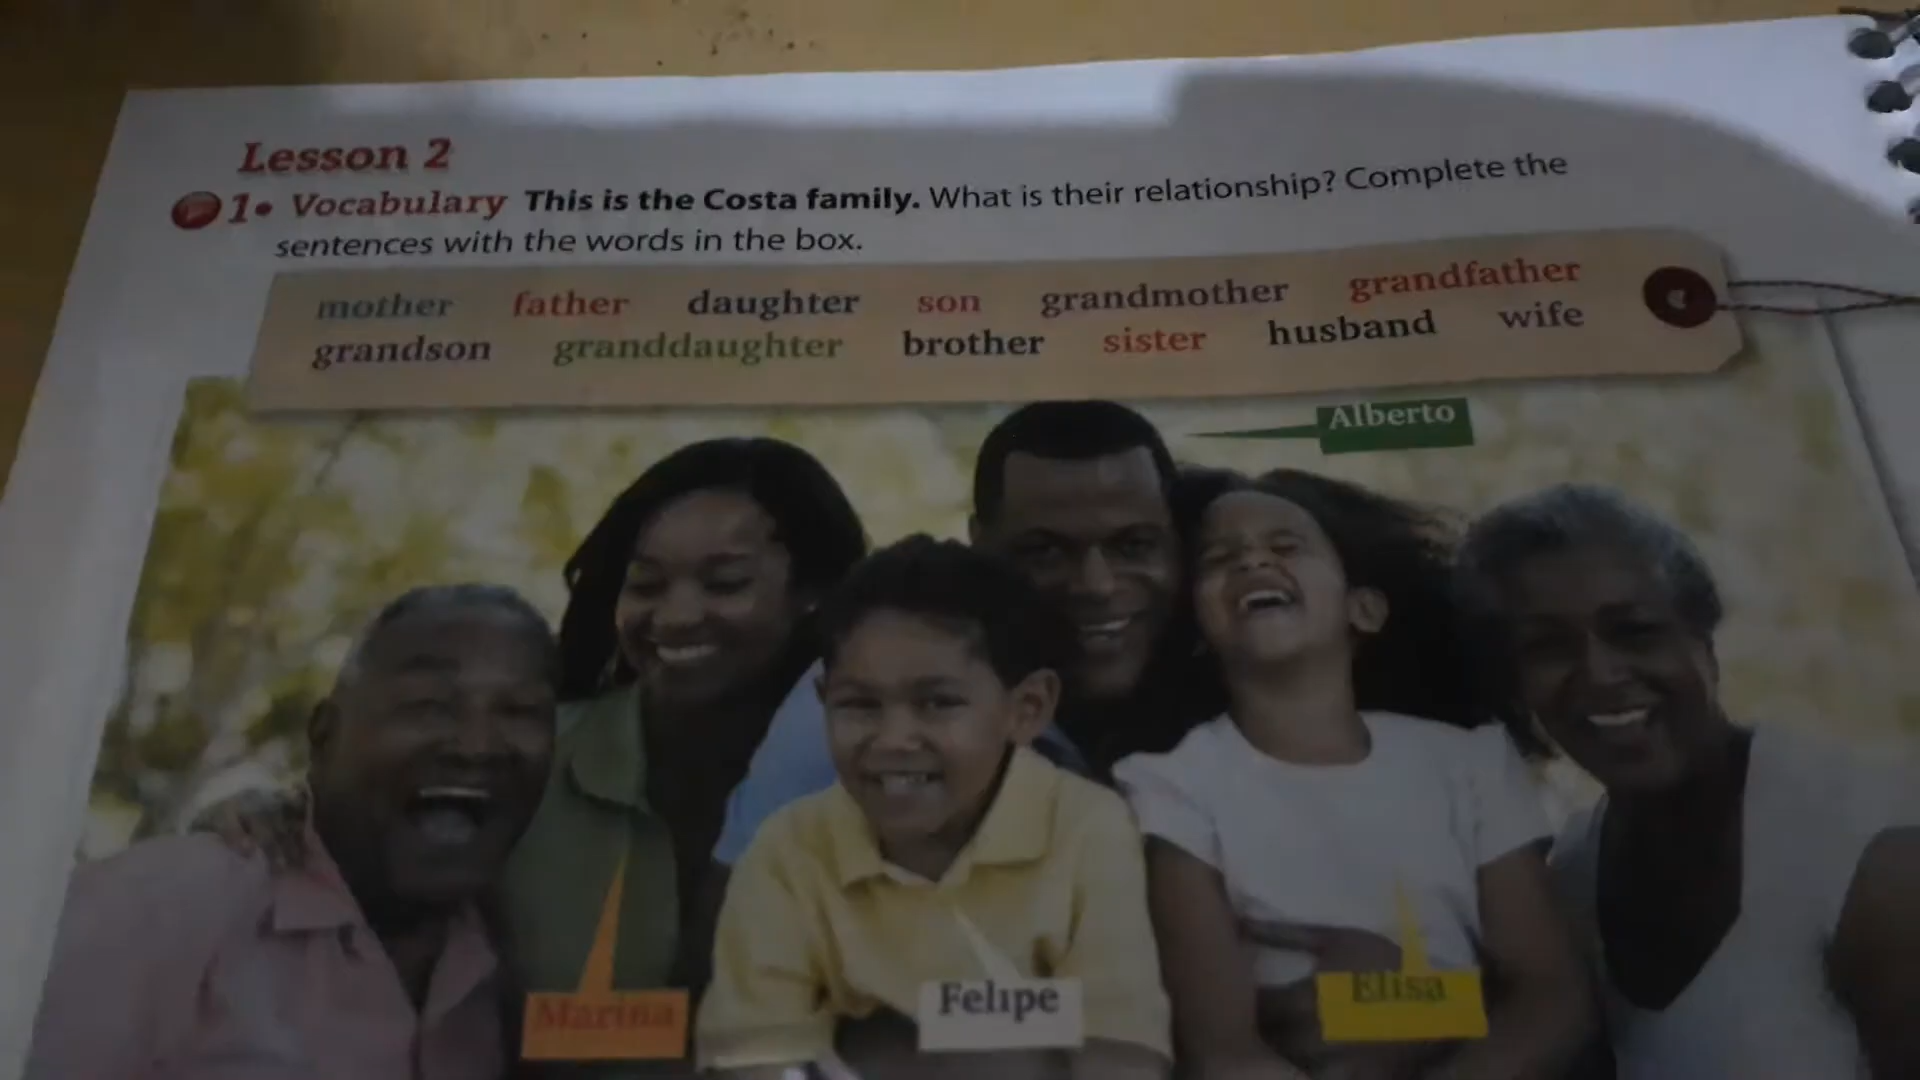 Lesson 2
1• Vocabulary This is the Costa family. What is their relationship? Complete the
sentences with the words in the box.
mother father daughter son grandmother grandfather
grandson granddaughter brother sister husband wife
Alberto
Marina
Felipe
Elisa